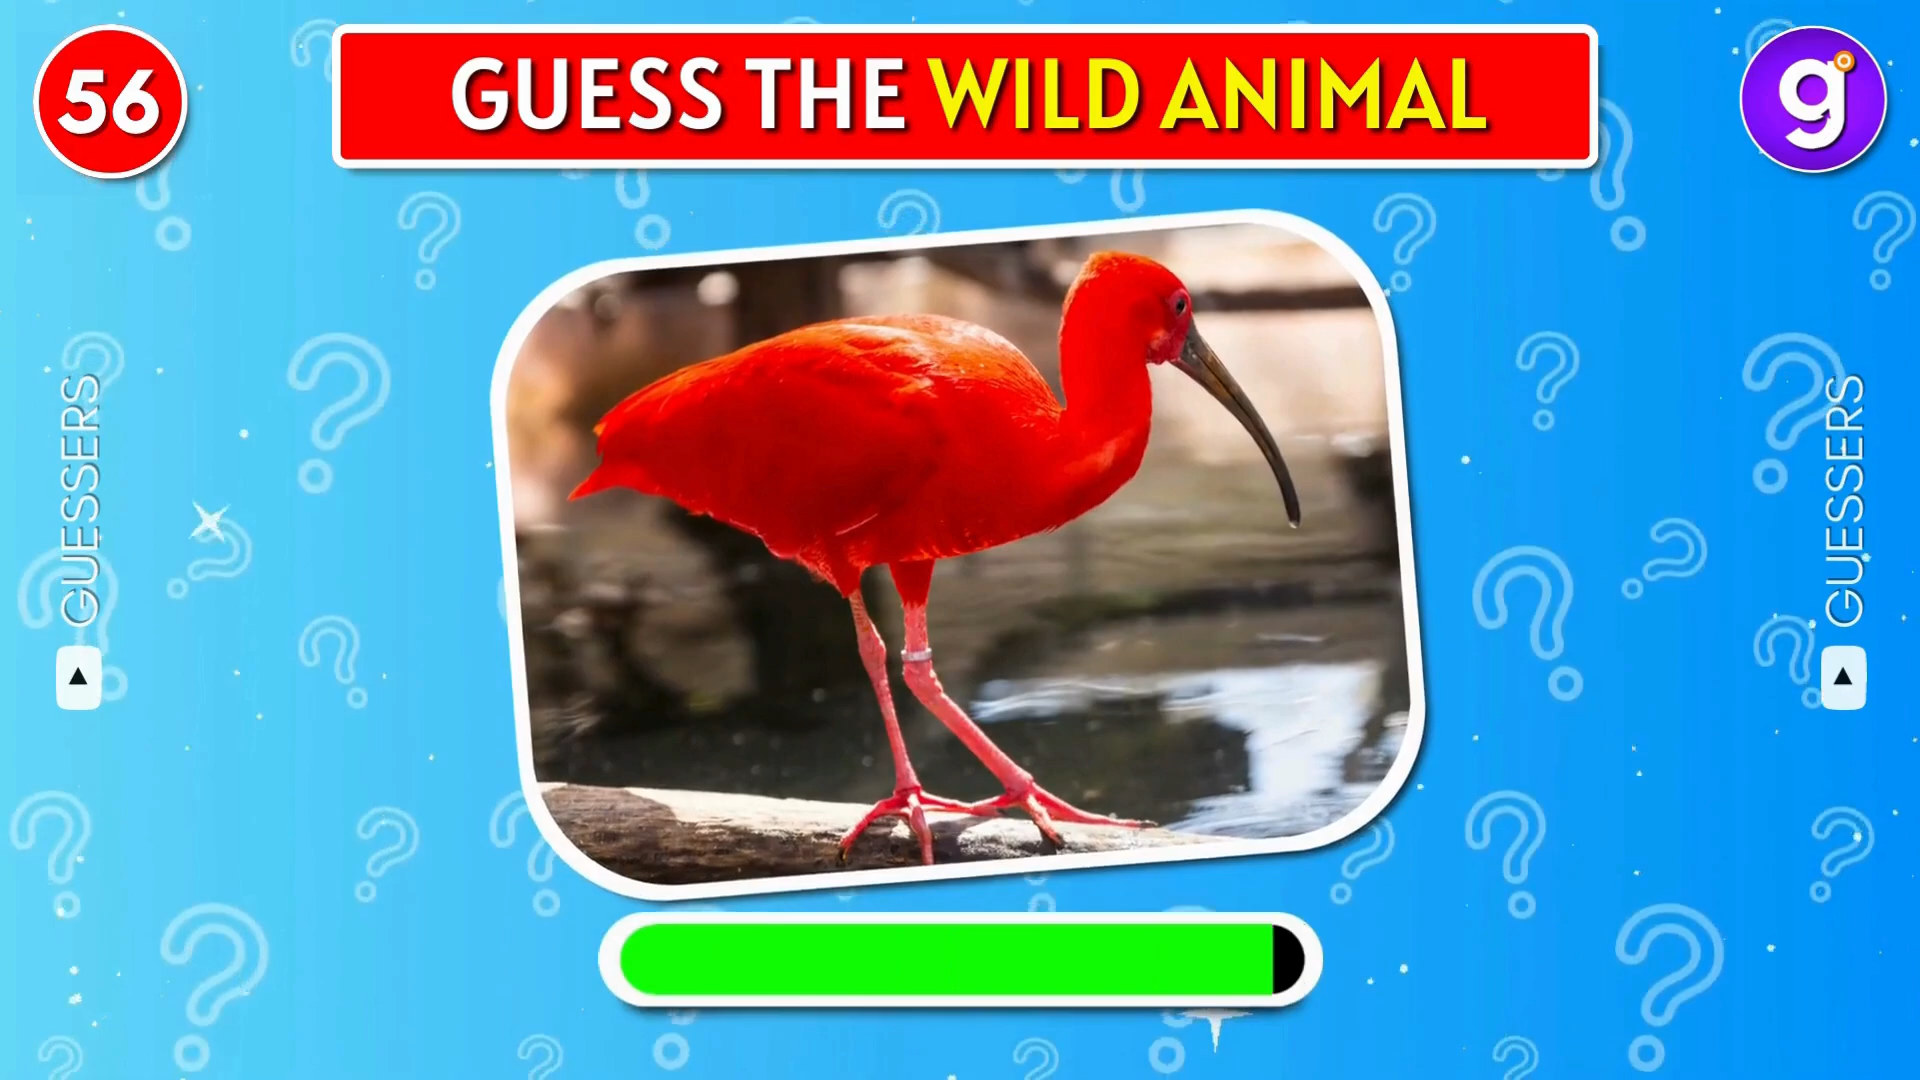 56
GUESS THE WILD ANIMAL
g
GUESSERS
GUESSERS